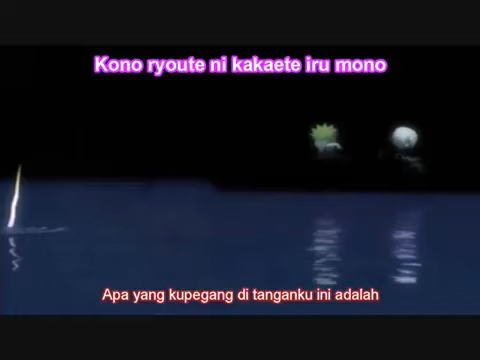 Kono ryoute ni kakaete iru mono
Apa yang kupegang di tanganku ini adalah